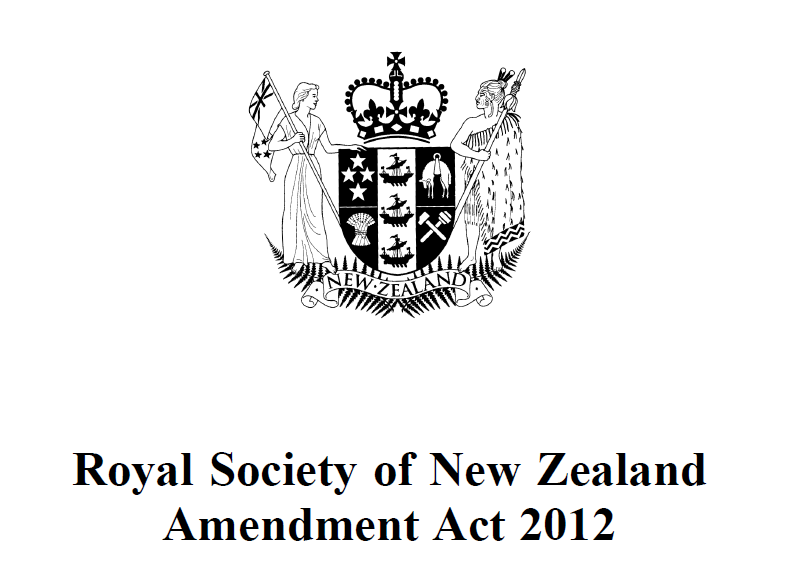 NEW·ZEALAND
Royal Society of New Zealand
Amendment Act 2012